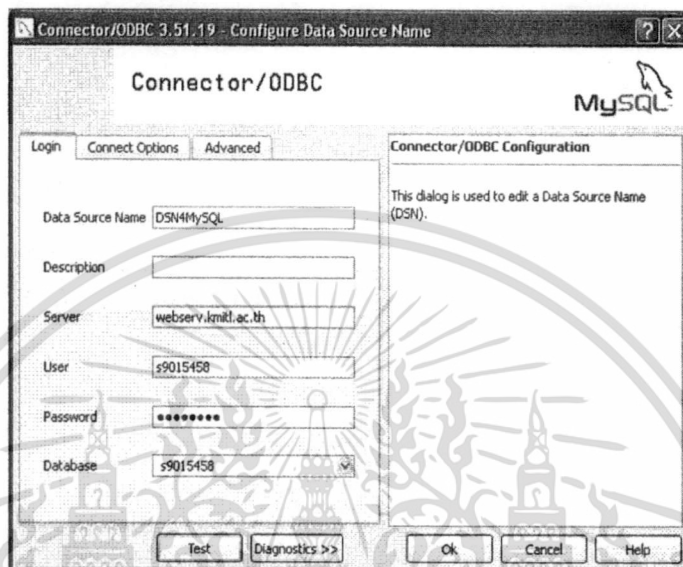 Connector/ODBC 3.51.19 - Configure Data Source Name
Connector/ODBC
MySQL
Login
Connect Options
Advanced
Data Source Name DSN4MySQL
Description
Server webserv.kmitl.ac.th
User s9015458
Password ●●●●●●●●
Database s9015458
Test
Diagnostics >>
Connector/ODBC Configuration
This dialog is used to edit a Data Source Name
(DSN).
Ok
Cancel
Help